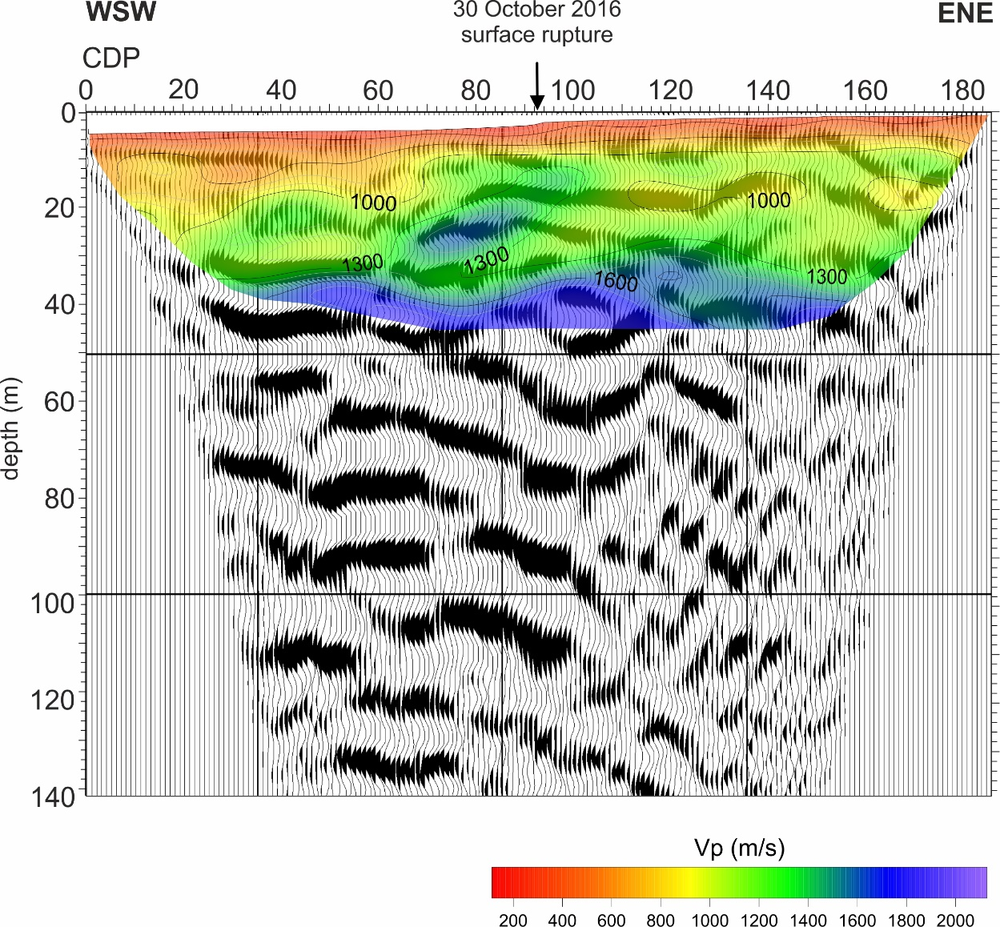 WSW
30 October 2016
ENE
surface rupture
CDP
0 20 40 60 80 100 120 140 160 180
0
20
40
60
80
100
120
140
depth (m)
1000
1000
1300
1300
1600
1300
Vp (m/s)
200 400 600 800 1000 1200 1400 1600 1800 2000